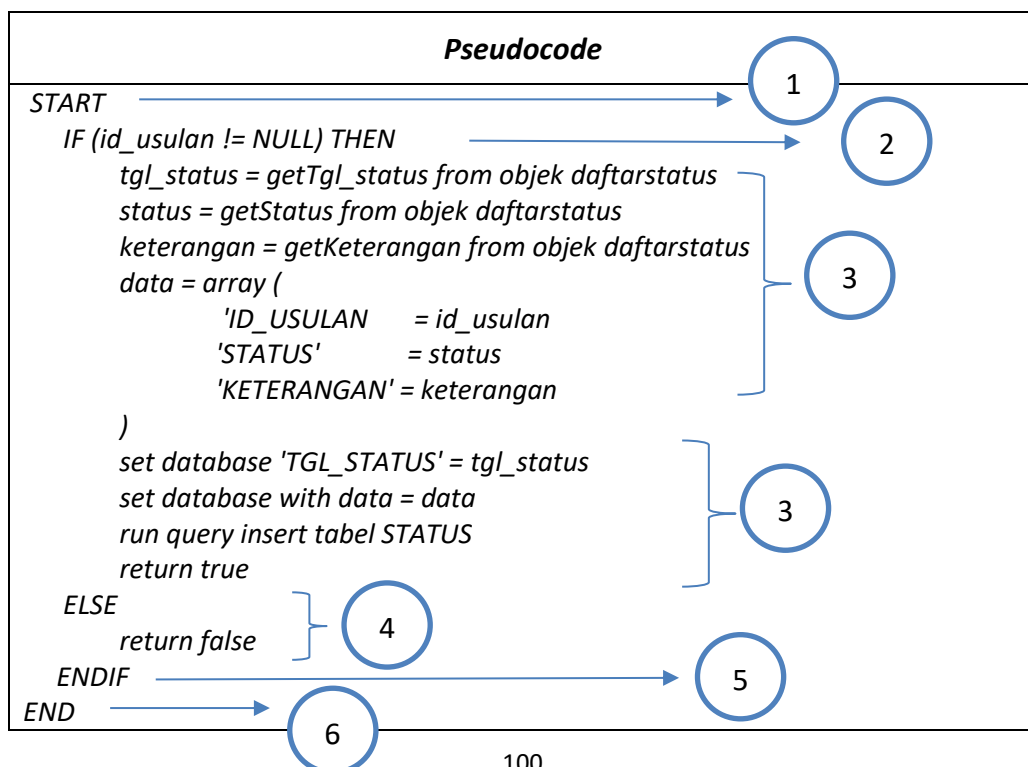 Pseudocode
START 1
IF (id_usulan != NULL) THEN 2
tgl_status = getTgl_status from objek daftarstatus
status = getStatus from objek daftarstatus
keterangan = getKeterangan from objek daftarstatus
data = array ( 3
'ID_USULAN = id_usulan
'STATUS' = status
'KETERANGAN' = keterangan
)
set database 'TGL_STATUS' = tgl_status
set database with data = data 3
run query insert tabel STATUS
return true
ELSE 4
return false
ENDIF 5
END 6
100